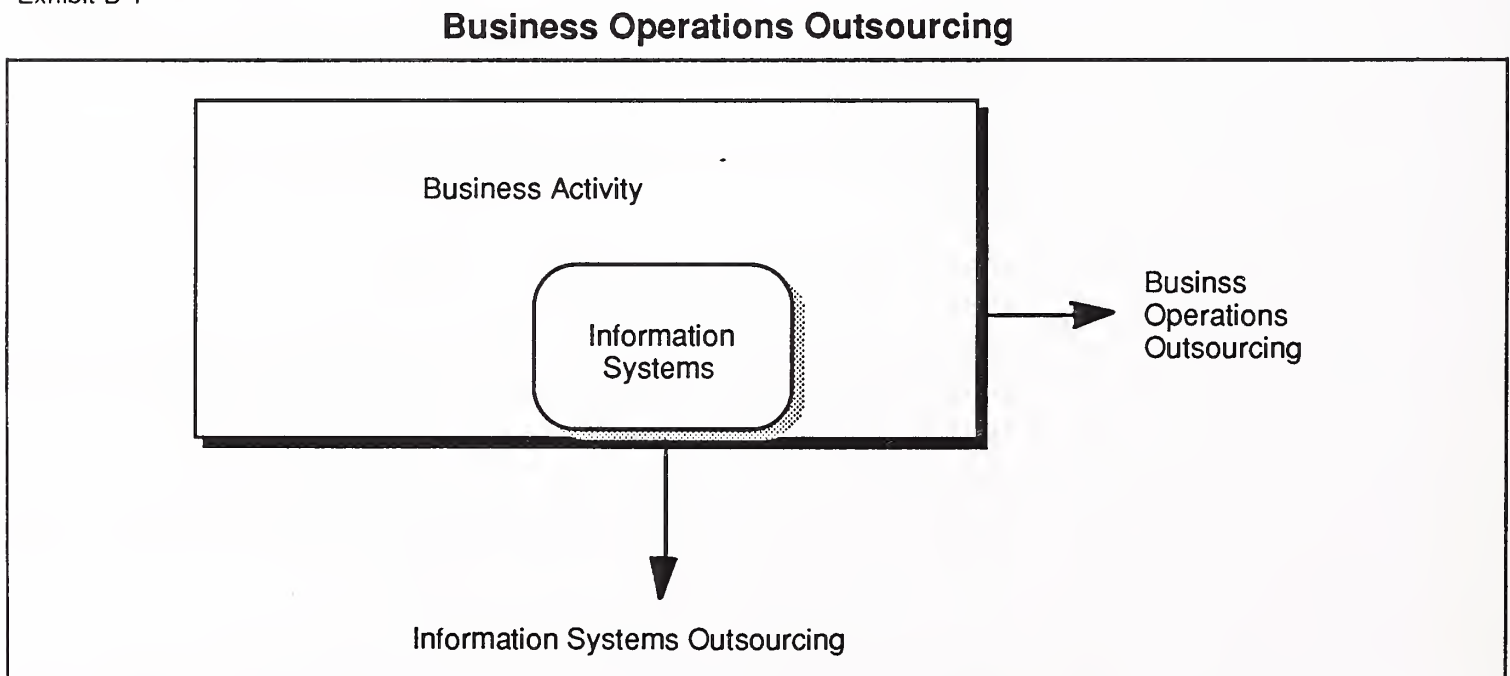 Business Operations Outsourcing
Business Activity
Information
Systems
Businss
Operations
Outsourcing
Information Systems Outsourcing